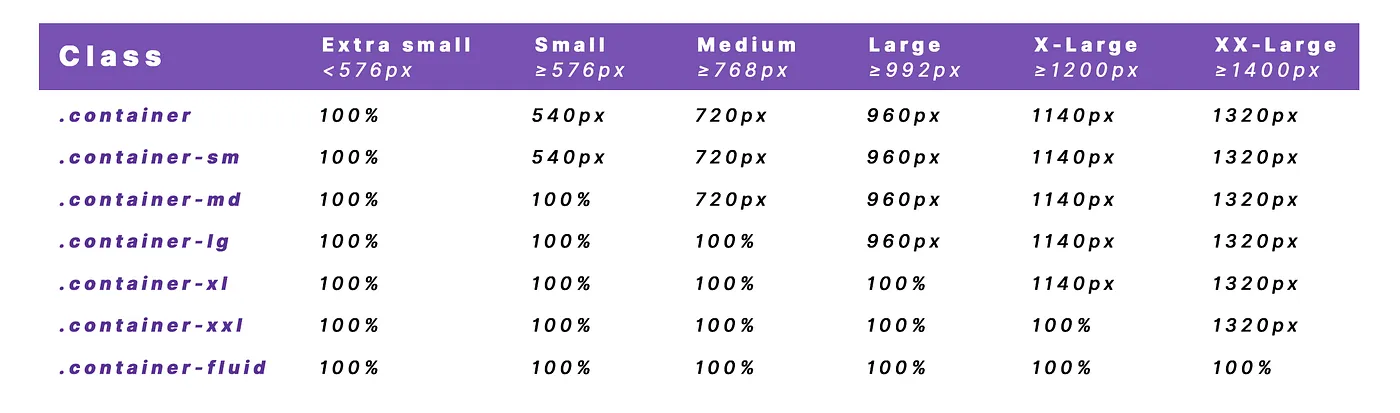 Class Extra small Small Medium Large X-Large XX-Large
<576px ≥576px ≥768px ≥992px ≥1200px ≥1400px
.container 100% 540px 720px 960px 1140px 1320px
.container-sm 100% 540px 720px 960px 1140px 1320px
.container-md 100% 100% 720px 960px 1140px 1320px
.container-lg 100% 100% 100% 960px 1140px 1320px
.container-xl 100% 100% 100% 100% 1140px 1320px
.container-xxl 100% 100% 100% 100% 100% 1320px
.container-fluid 100% 100% 100% 100% 100% 100%